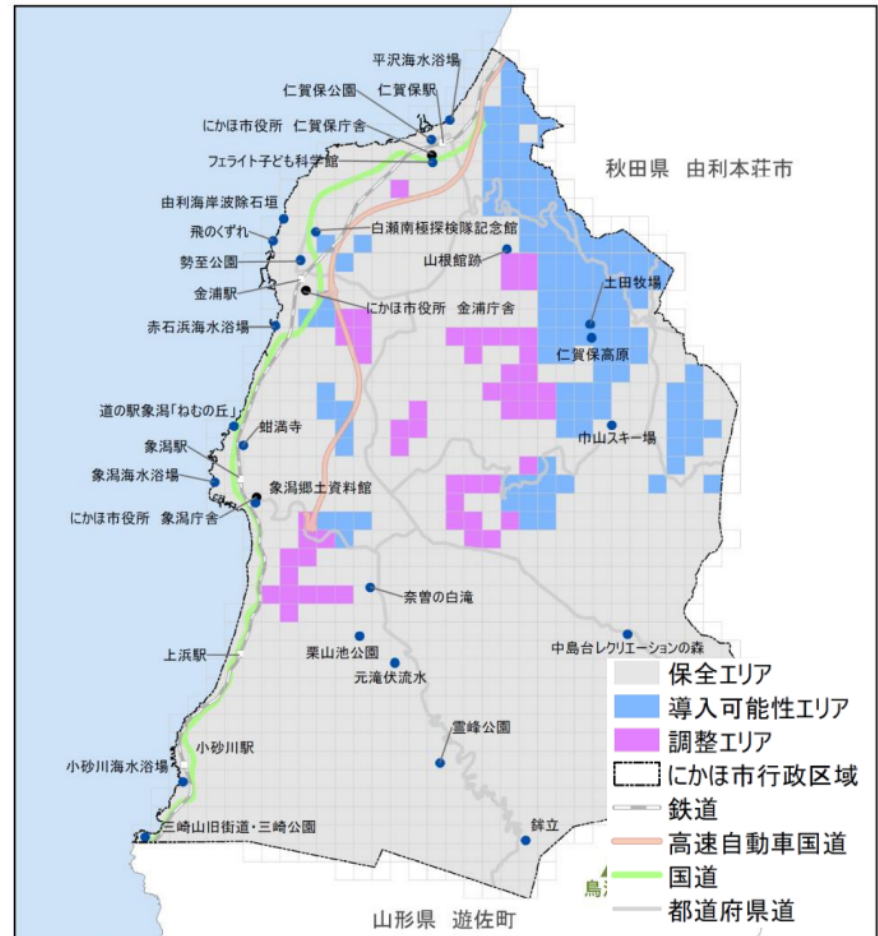 平沢海水浴場
仁賀保公園
仁賀保駅
にかほ市役所 仁賀保庁舎
フェライト子ども科学館
秋田県 由利本荘市
由利海岸波除石垣
飛のくずれ
白瀬南極探検隊記念館
勢至公園
山根館跡
金浦駅
にかほ市役所 金浦庁舎
土田牧場
赤石浜海水浴場
仁賀保高原
道の駅象潟「ねむの丘」
蚶満寺
象潟駅
巾山スキー場
象潟海水浴場
象潟郷土資料館
にかほ市役所 象潟庁舎
奈曽の白滝
上浜駅
栗山池公園
中島台レクリエーションの森
元滝伏流水
霊峰公園
小砂川駅
小砂川海水浴場
三崎山旧街道・三崎公園
鉾立
鳥
山形県 遊佐町
保全エリア
導入可能性エリア
調整エリア
にかほ市行政区域
鉄道
高速自動車国道
国道
都道府県道